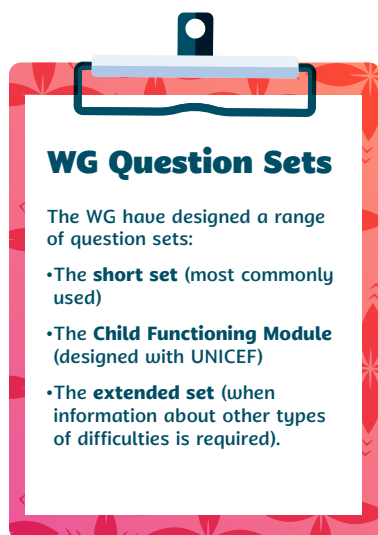 WG Question Sets
The WG have designed a range
of question sets:
•The short set (most commonly
used)
•The Child Functioning Module
(designed with UNICEF)
•The extended set (when
information about other types
of difficulties is required).